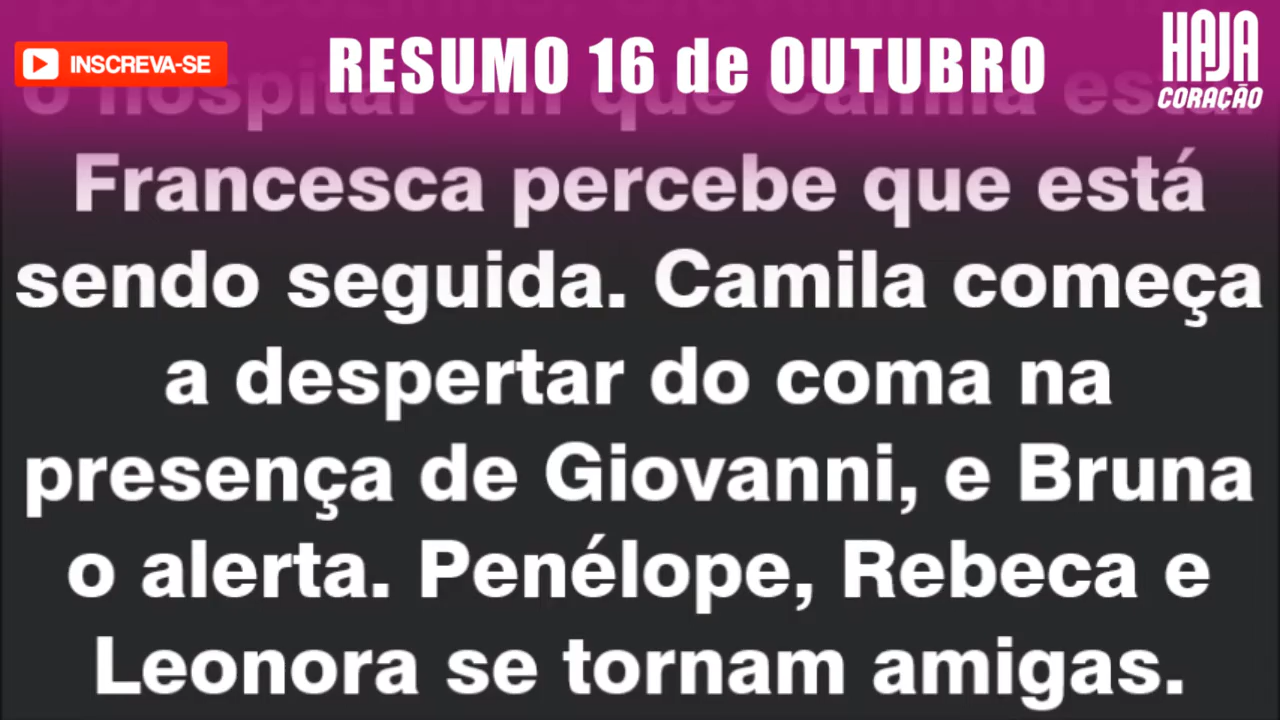 INSCREVA-SE
RESUMO 16 de OUTUBRO
HAJA
CORAÇÃO
o hospital em que Camila está.
Francesca percebe que está
sendo seguida. Camila começa
a despertar do coma na
presença de Giovanni, e Bruna
o alerta. Penélope, Rebeca e
Leonora se tornam amigas.